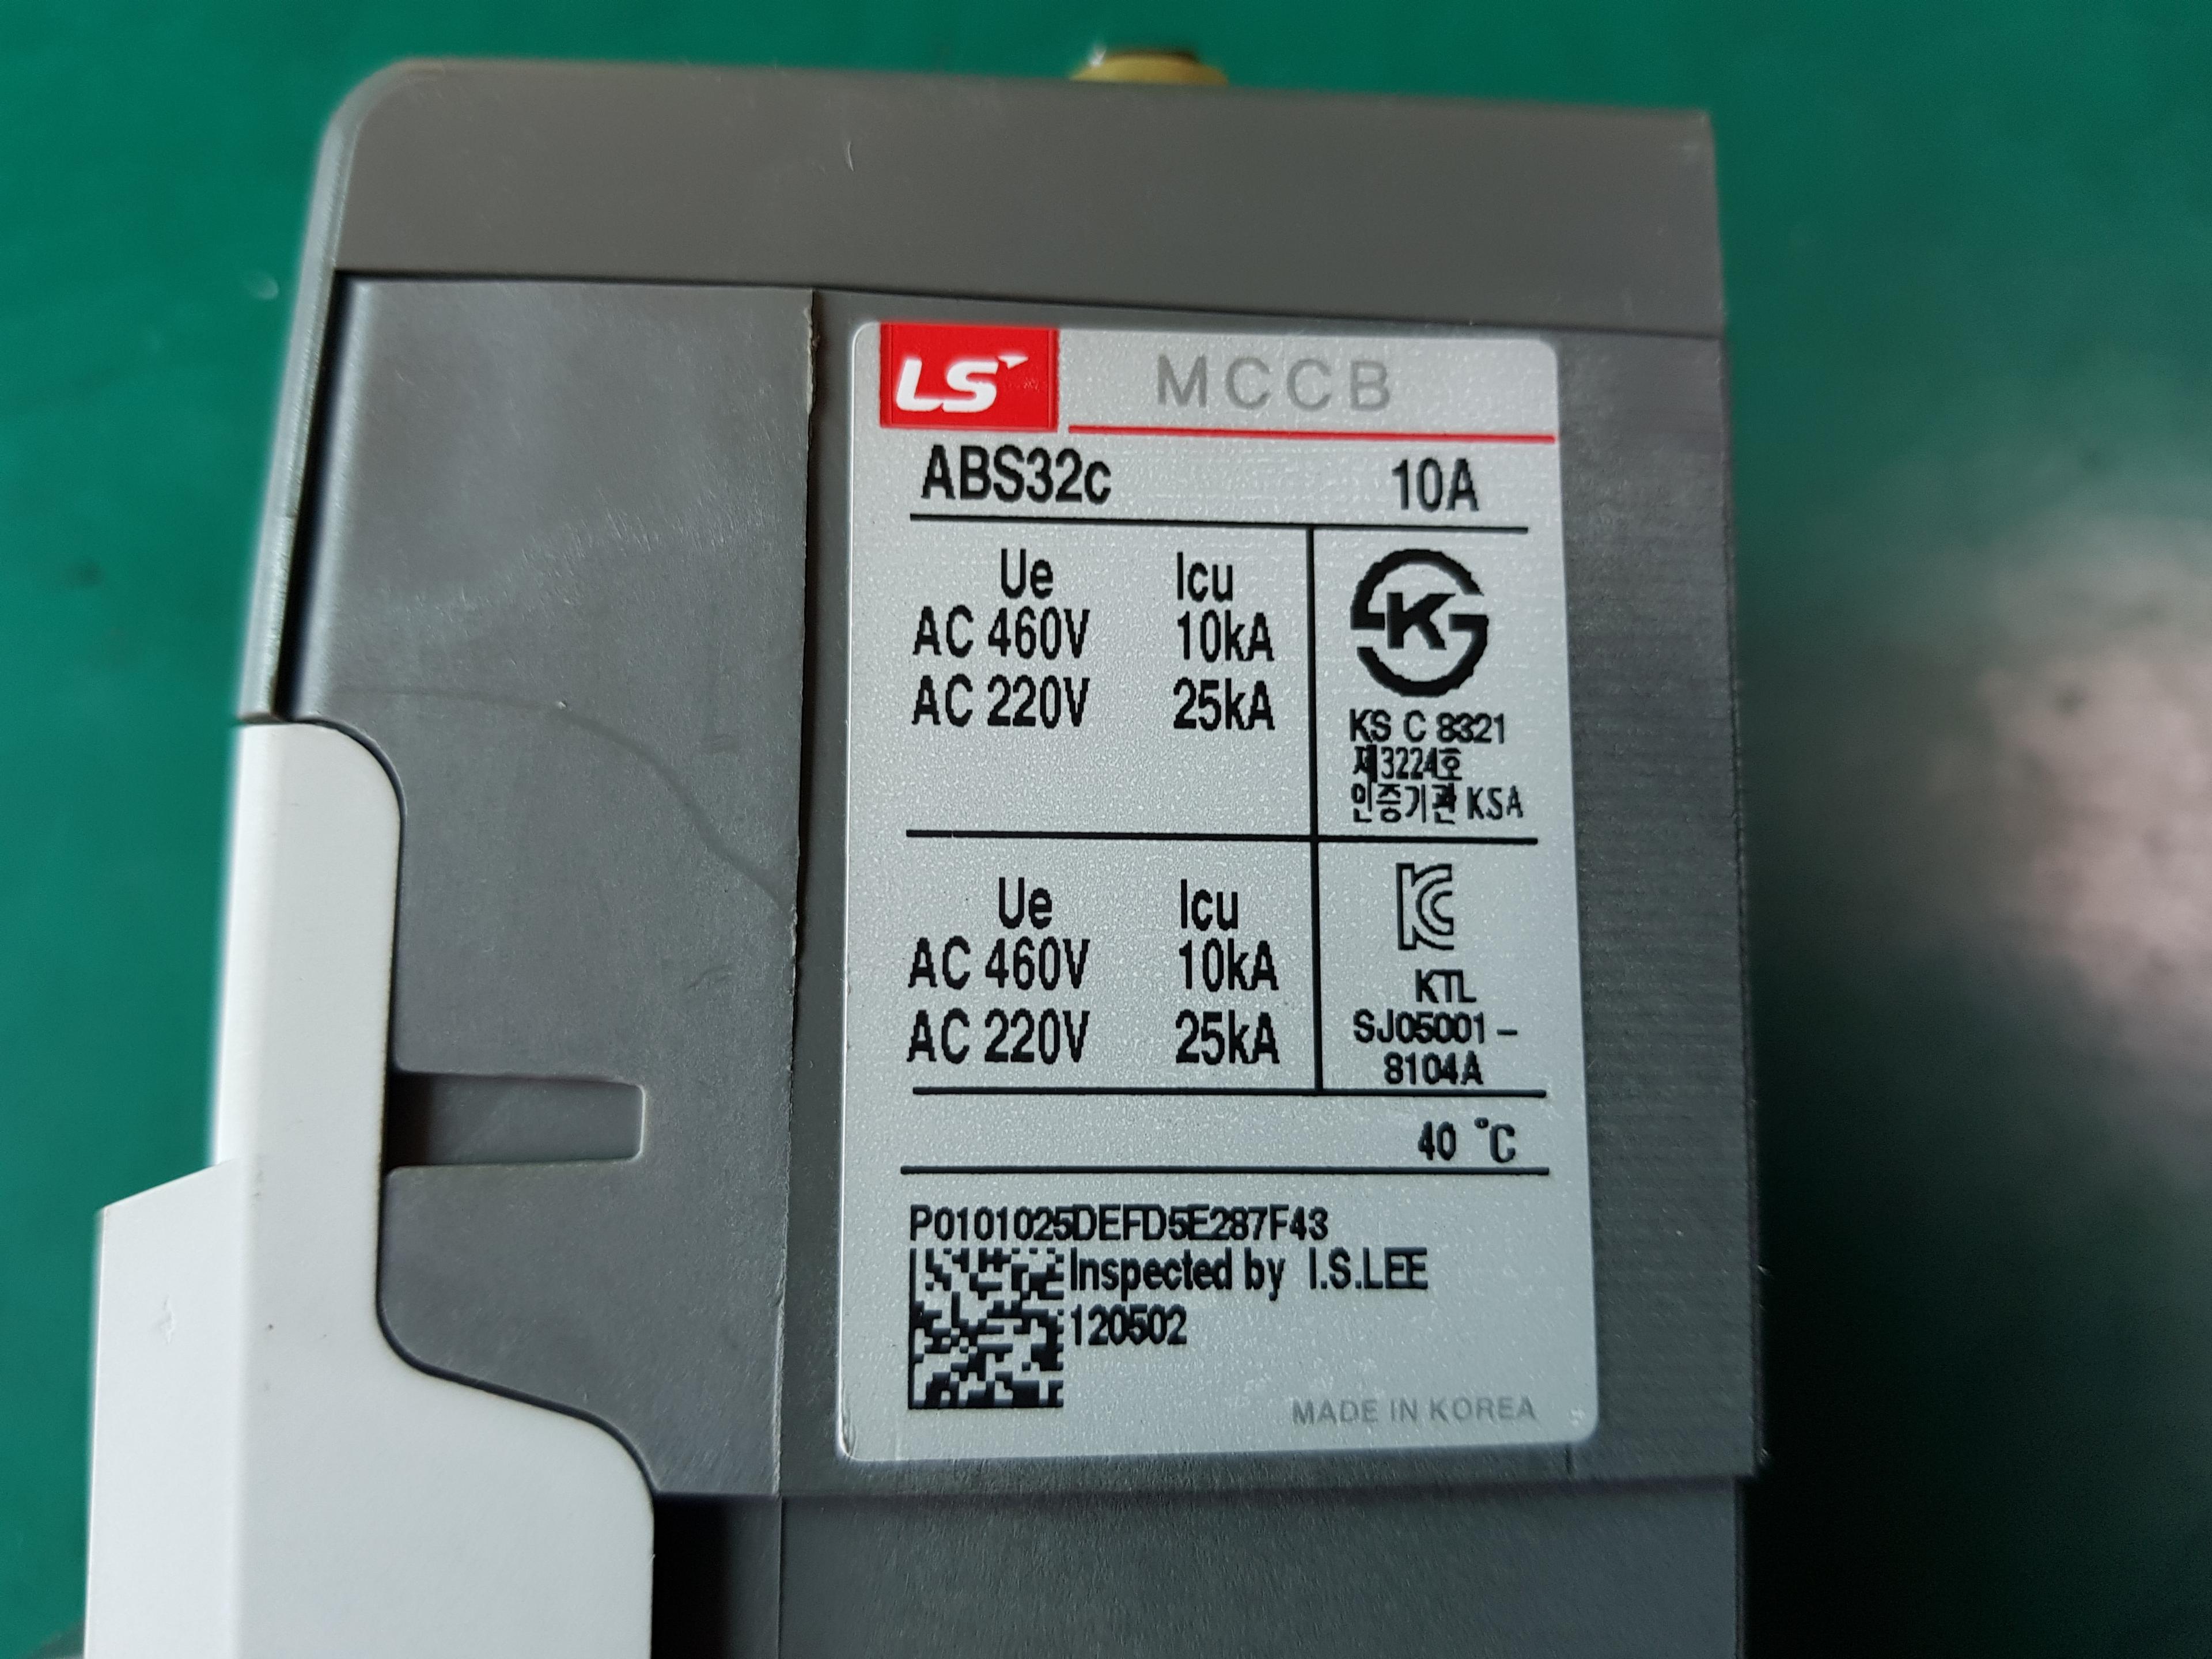 LS MCCB
ABS32c 10A
Ue Icu
AC 460V 10kA
AC 220V 25kA
K
KS C 8321
제3224호
인증기관 KSA
Ue Icu
AC 460V 10kA
AC 220V 25kA
KC
KTL
SJ05001-
8104A
40 °C
P0101025DEFD5E287F43
Inspected by I.S.LEE
120502
MADE IN KOREA